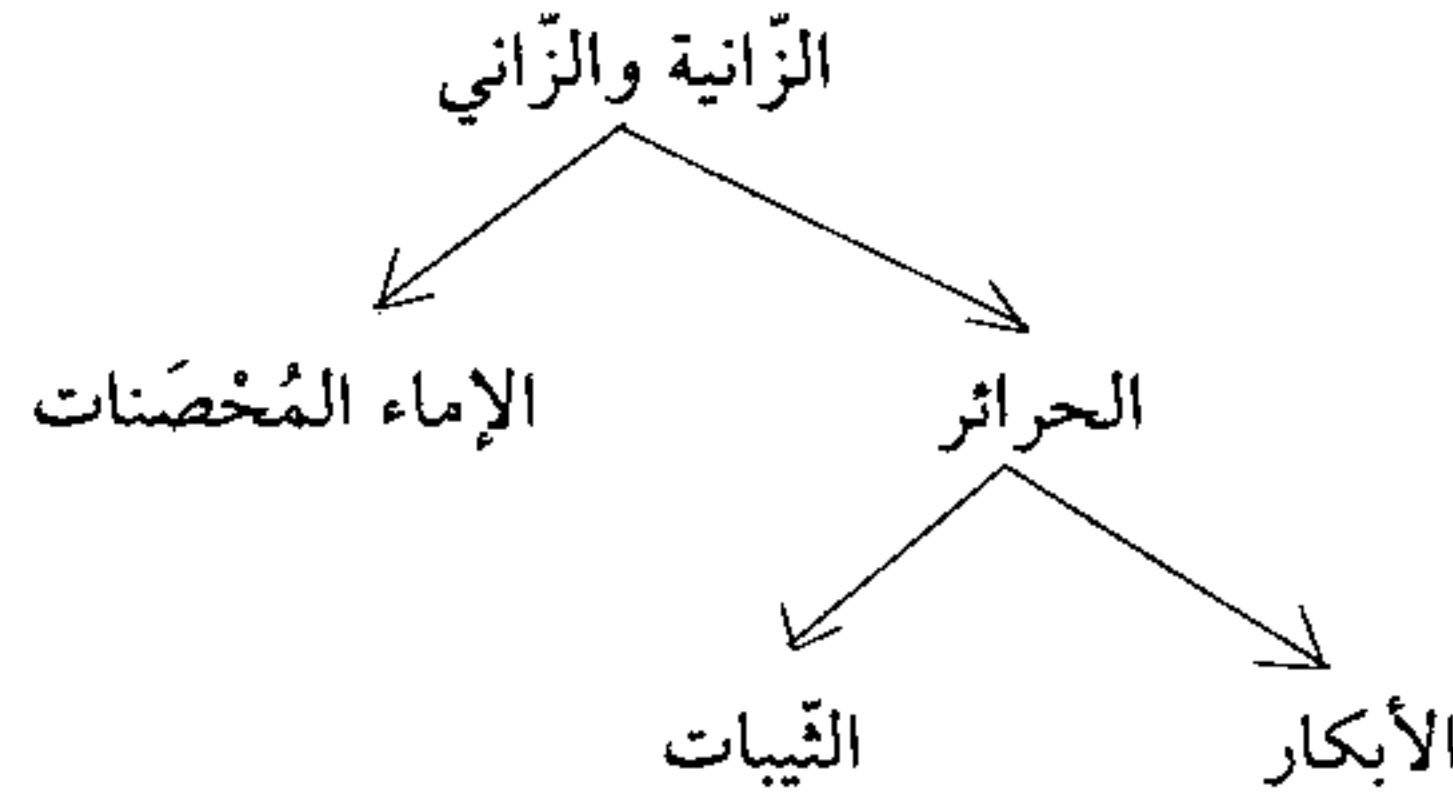 الزّانية والزّاني
الحرائر
الإماء المُحْصَنات
الأبكار
الثّيبات